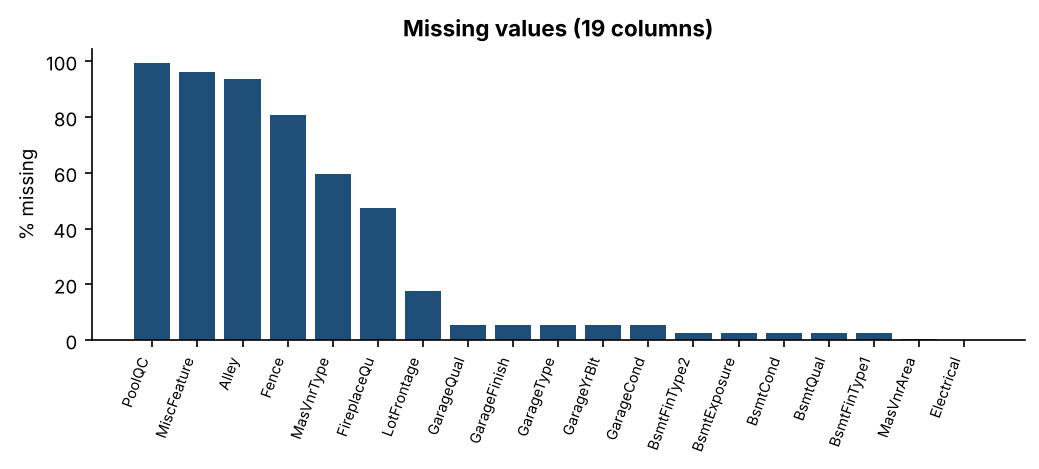 Missing values (19 columns)
% missing
100
80
60
40
20
0
PoolQC
MiscFeature
Alley
Fence
MasVnrType
FireplaceQu
LotFrontage
GarageQual
GarageFinish
GarageType
GarageYrBlt
GarageCond
BsmtFinType2
BsmtExposure
BsmtCond
BsmtQual
BsmtFinType1
MasVnrArea
Electrical